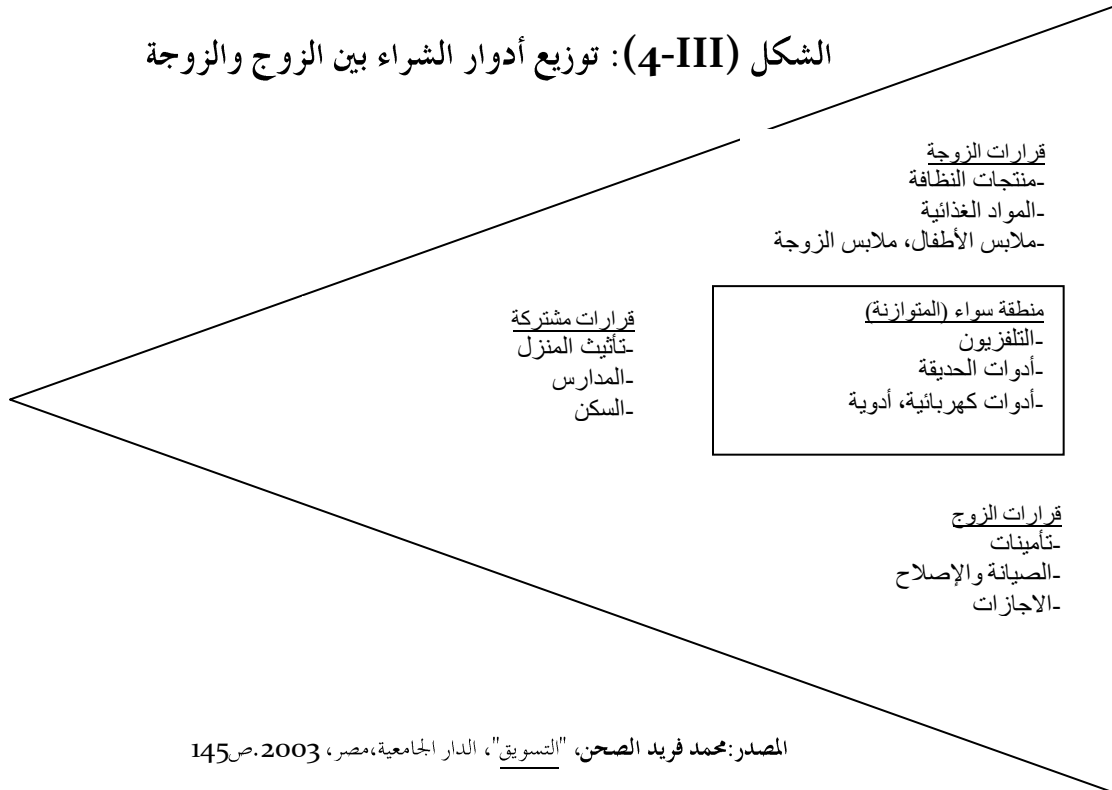 الشكل (4-III): توزيع أدوار الشراء بين الزوج والزوجة
قرارات الزوجة
-منتجات النظافة
-المواد الغذائية
-ملابس الأطفال، ملابس الزوجة
منطقة سواء (المتوازنة)
-التلفزيون
-أدوات الحديقة
-أدوات كهربائية، أدوية
قرارات مشتركة
-تأثيث المنزل
-المدارس
-السكن
قرارات الزوج
-تأمينات
-الصيانة والإصلاح
-الاجازات
المصدر:محمد فريد الصحن، "التسويق"، الدار الجامعية،مصر، 2003.ص145